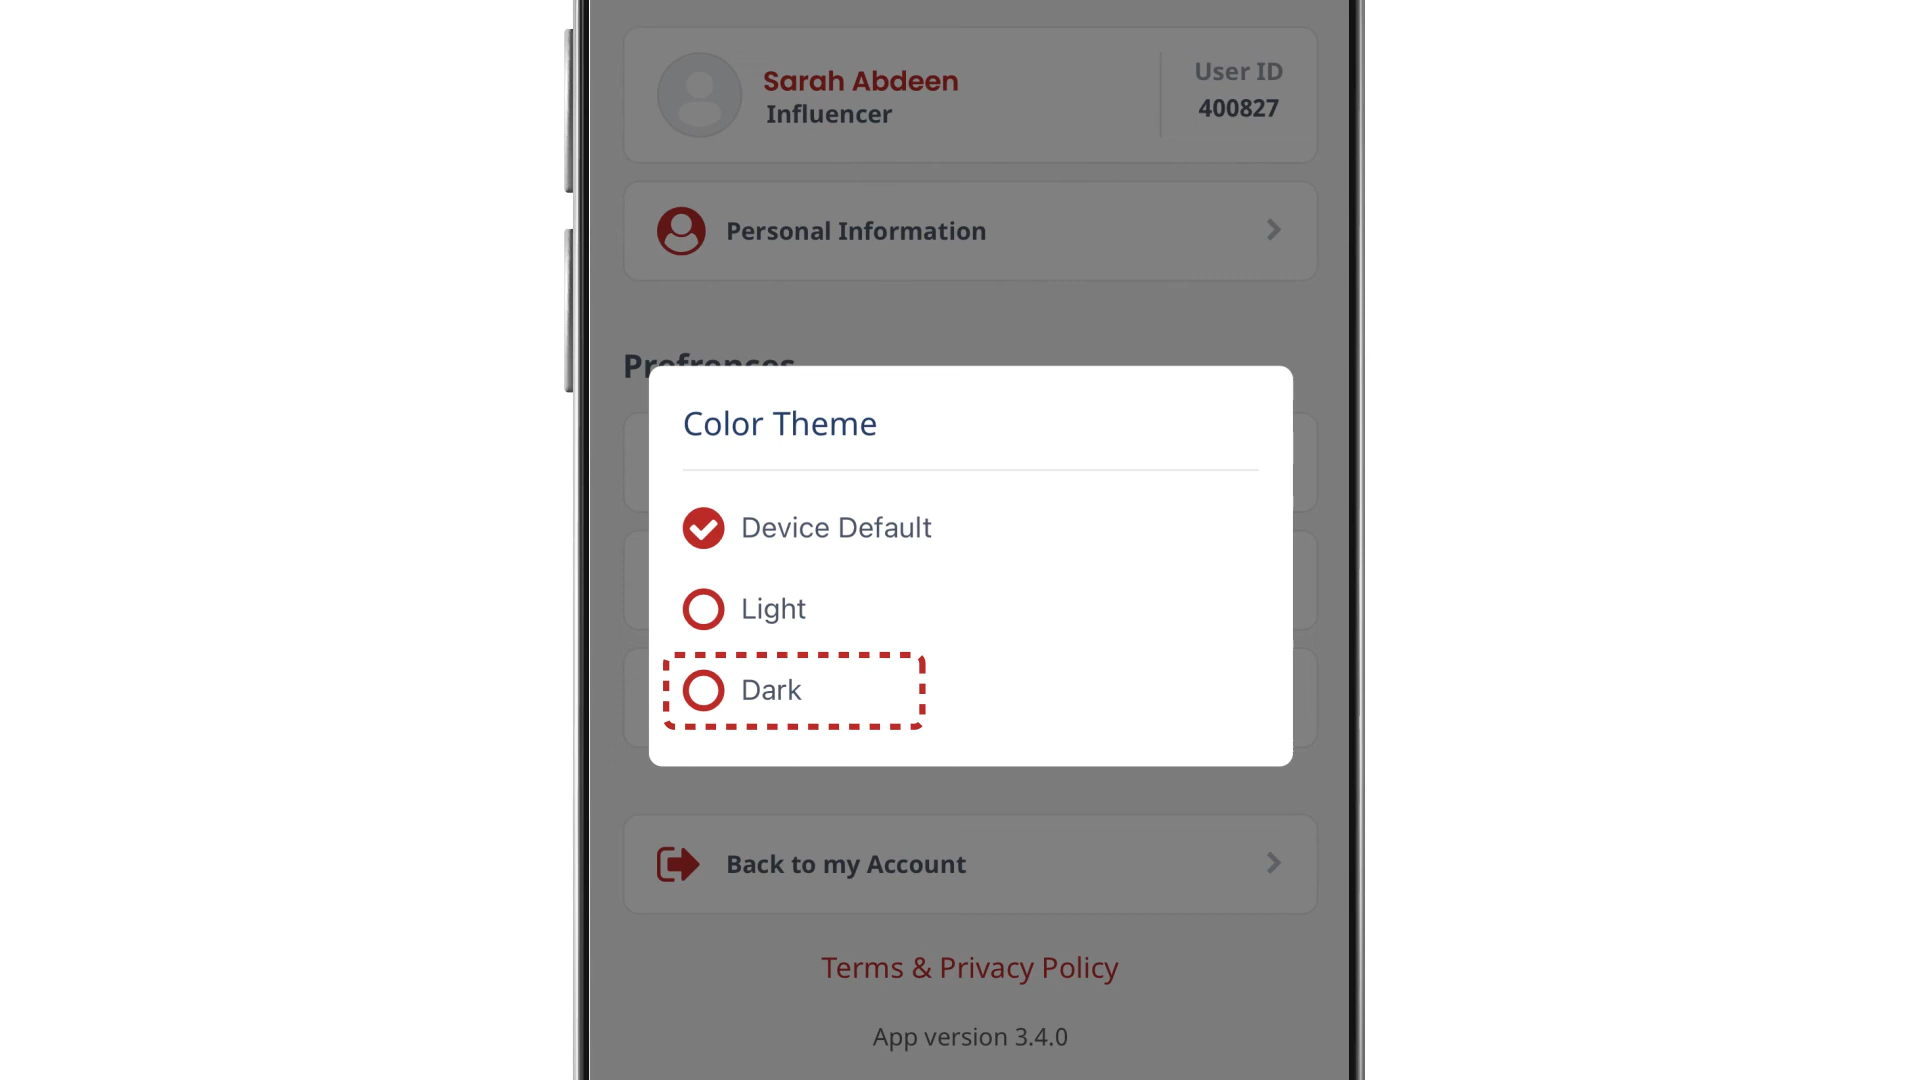 Sarah Abdeen
Influencer
User ID
400827
Personal Information
Prefrences
Color Theme
Device Default
Light
Dark
Back to my Account
Terms & Privacy Policy
App version 3.4.0